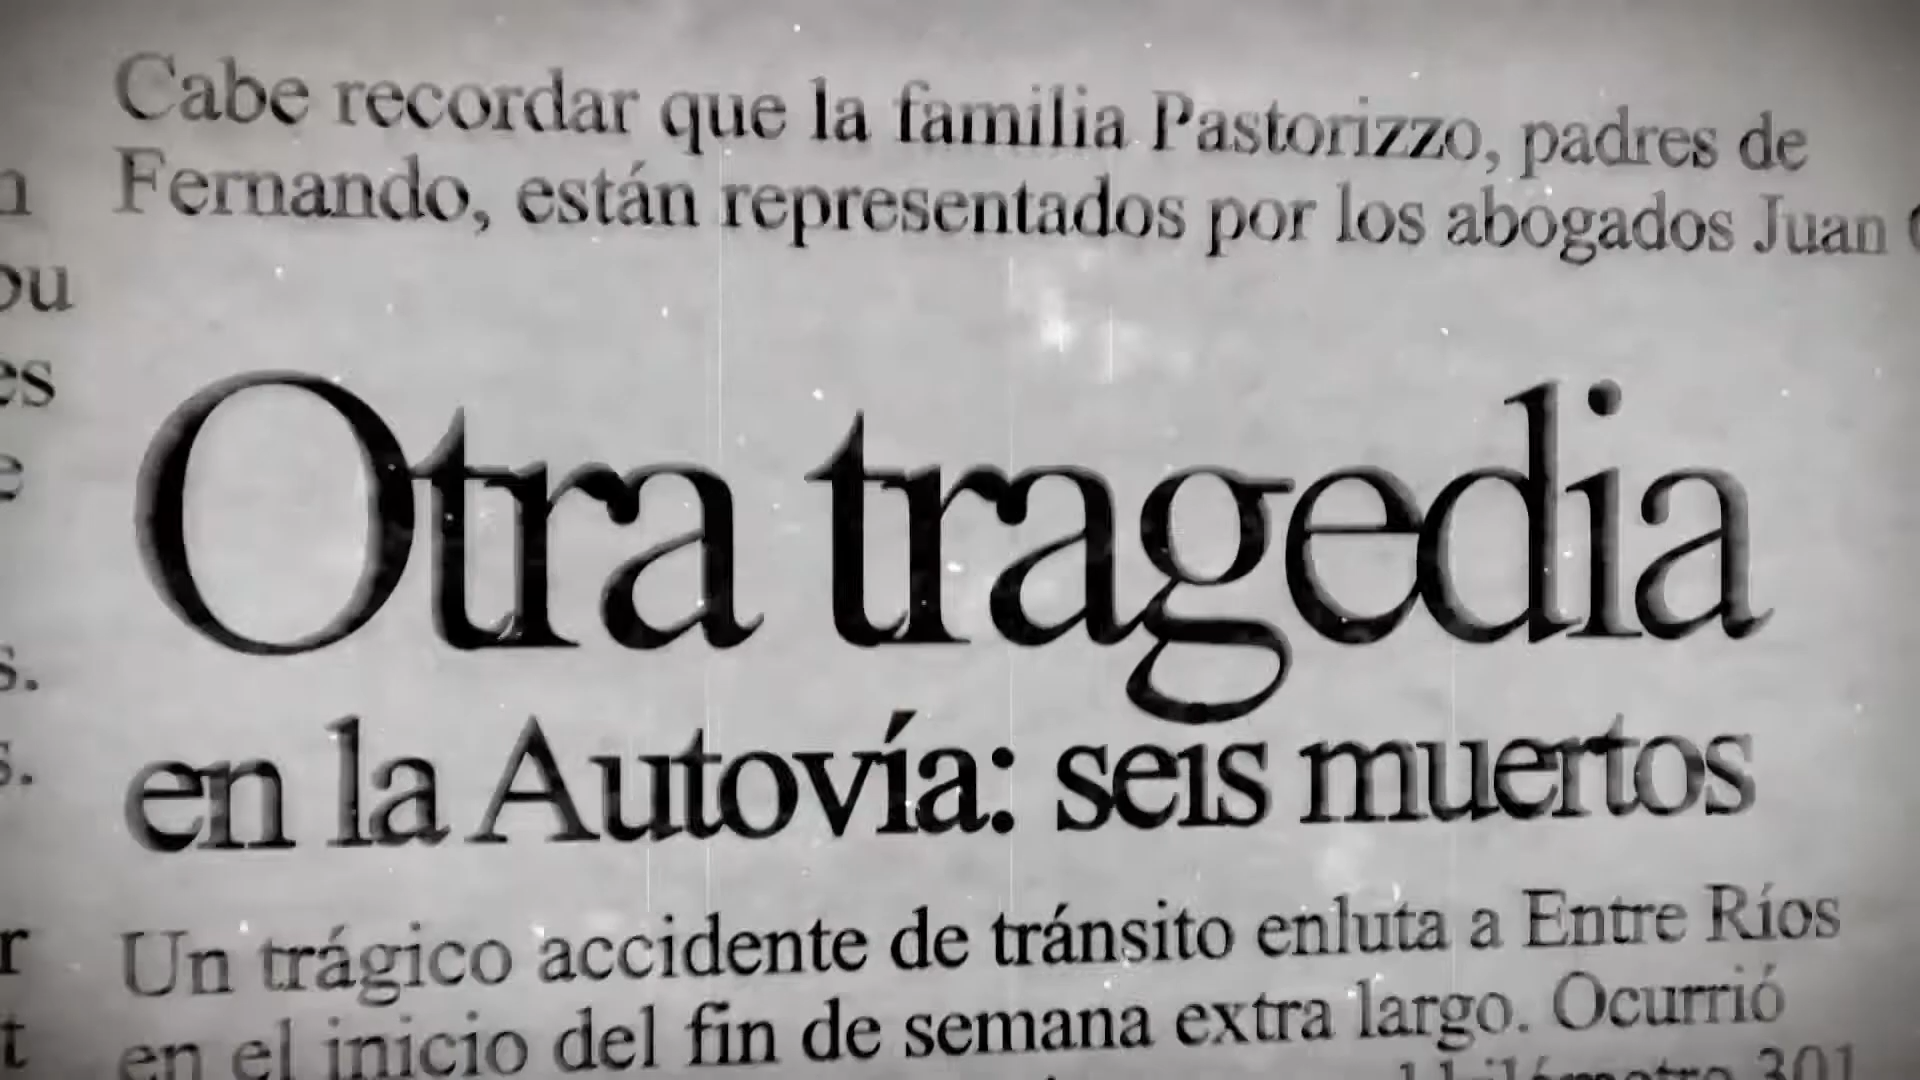 Cabe recordar que la familia Pastorizzo, padres de
Fernando, están representados por los abogados Juan
Otra tragedia
en la Autovía: seis muertos
Un trágico accidente de tránsito enluta a Entre Ríos
en el inicio del fin de semana extra largo. Ocurrió
kilómetro 301